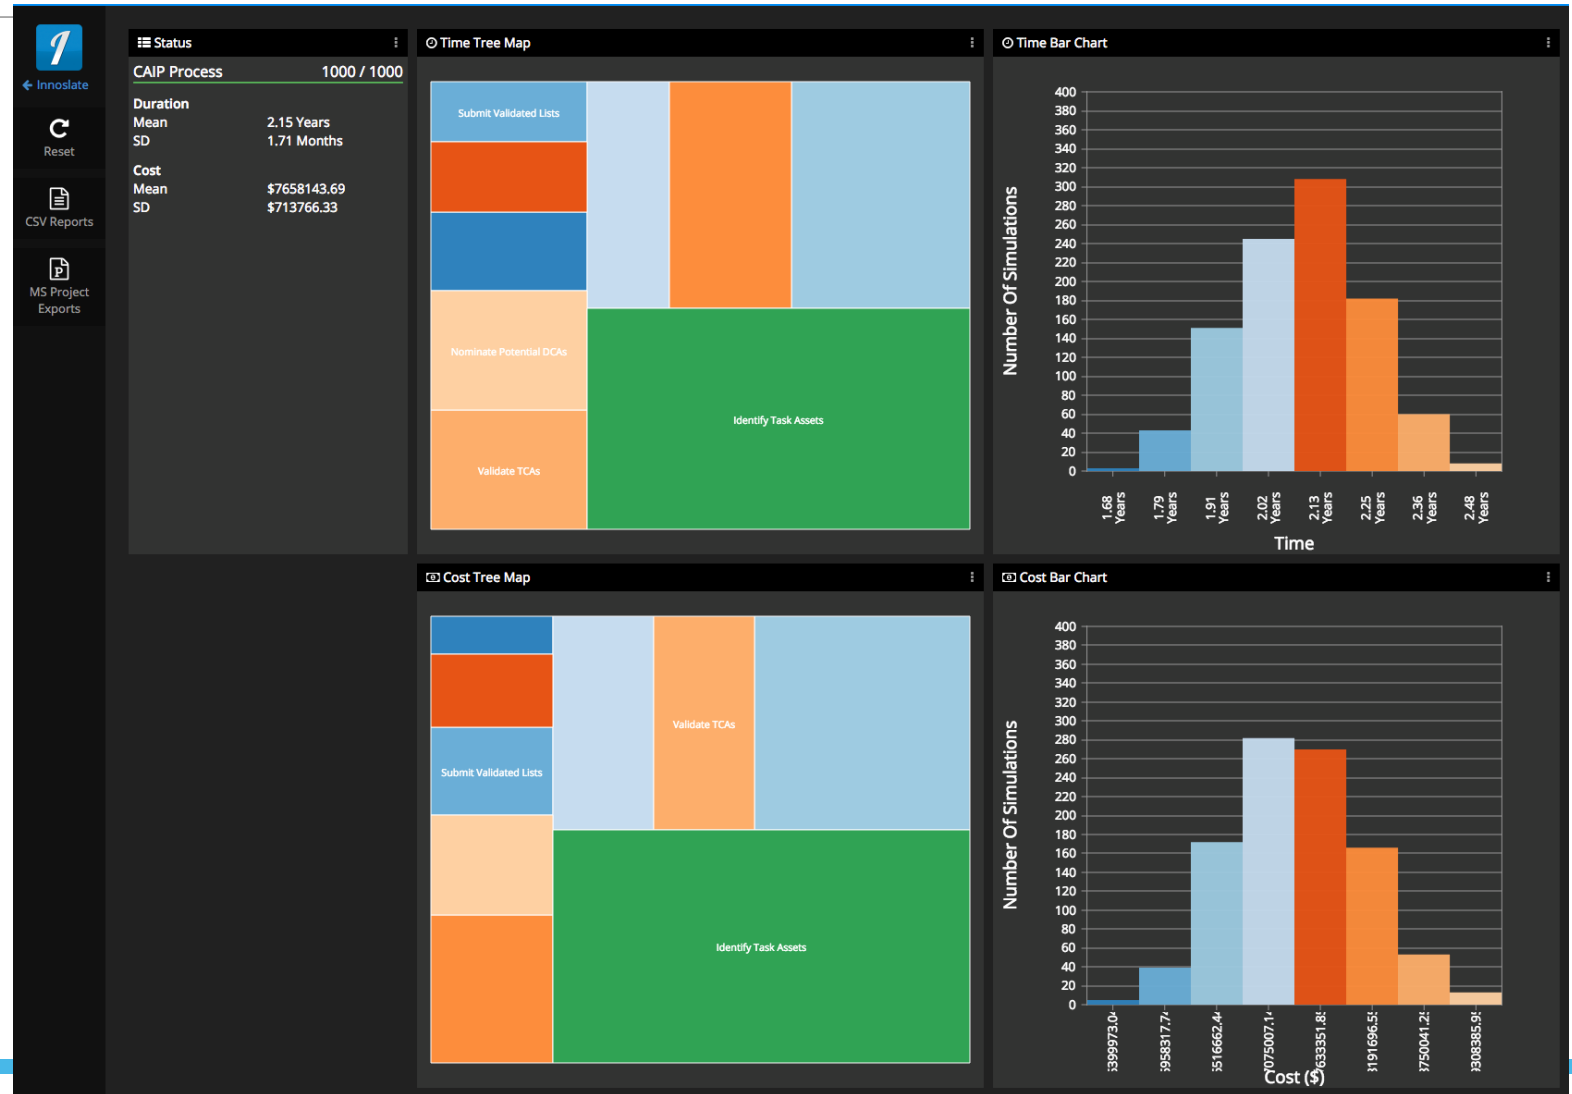 Innoslate
Reset
CSV Reports
MS Project
Exports
Status
CAIP Process 1000 / 1000
Duration
Mean 2.15 Years
SD 1.71 Months
Cost
Mean $7658143.69
SD $713766.33
Time Tree Map
Submit Validated Lists
Nominate Potential DCAs
Validate TCAs
Identify Task Assets
Time Bar Chart
Number Of Simulations
400
380
360
340
320
300
280
260
240
220
200
180
160
140
120
100
80
60
40
20
0
1.68 Years
1.79 Years
1.91 Years
2.02 Years
2.13 Years
2.25 Years
2.36 Years
2.48 Years
Time
Cost Tree Map
Validate TCAs
Submit Validated Lists
Identify Task Assets
Cost Bar Chart
Number Of Simulations
400
380
360
340
320
300
280
260
240
220
200
180
160
140
120
100
80
60
40
20
0
Cost ($)